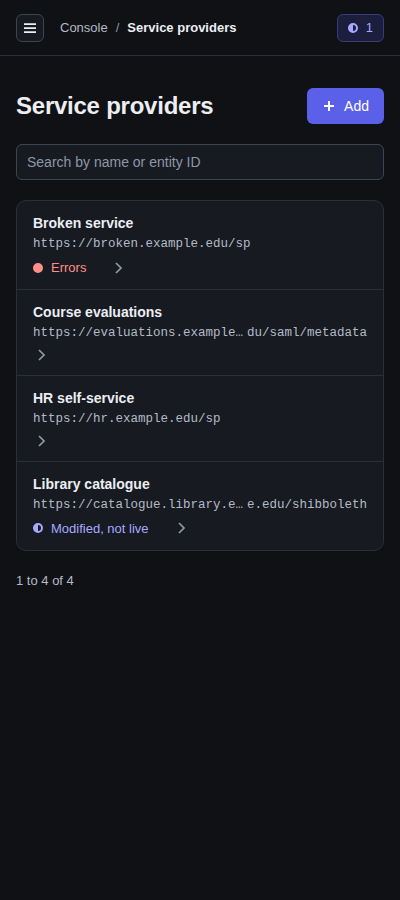 Console / Service providers
1
Service providers
Add
Search by name or entity ID
Broken service
https://broken.example.edu/sp
Errors
Course evaluations
https://evaluations.example… du/saml/metadata
HR self-service
https://hr.example.edu/sp
Library catalogue
https://catalogue.library.e… e.edu/shibboleth
Modified, not live
1 to 4 of 4